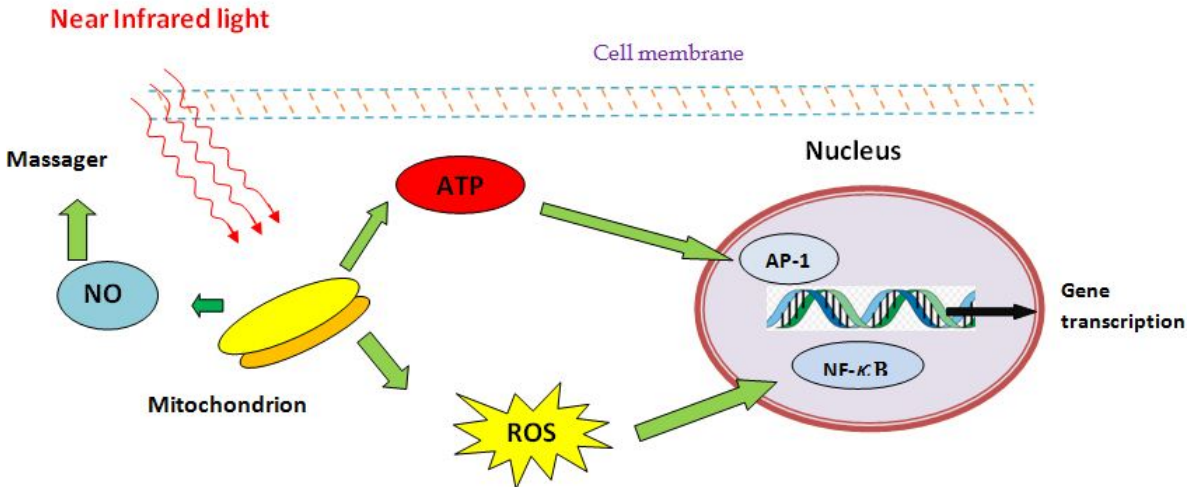 Near Infrared light
Cell membrane
Massager
Nucleus
ATP
AP-1
NO
Gene
transcription
NF-κB
Mitochondrion
ROS